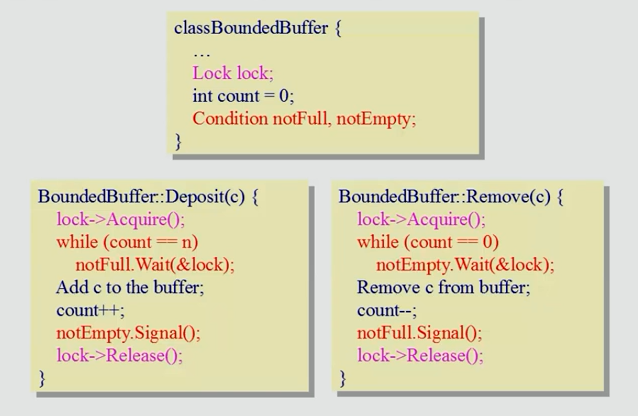 classBoundedBuffer {
…
Lock lock;
int count = 0;
Condition notFull, notEmpty;
}
BoundedBuffer::Deposit(c) {
lock->Acquire();
while (count == n)
notFull.Wait(&lock);
Add c to the buffer;
count++;
notEmpty.Signal();
lock->Release();
}
BoundedBuffer::Remove(c) {
lock->Acquire();
while (count == 0)
notEmpty.Wait(&lock);
Remove c from buffer;
count--;
notFull.Signal();
lock->Release();
}